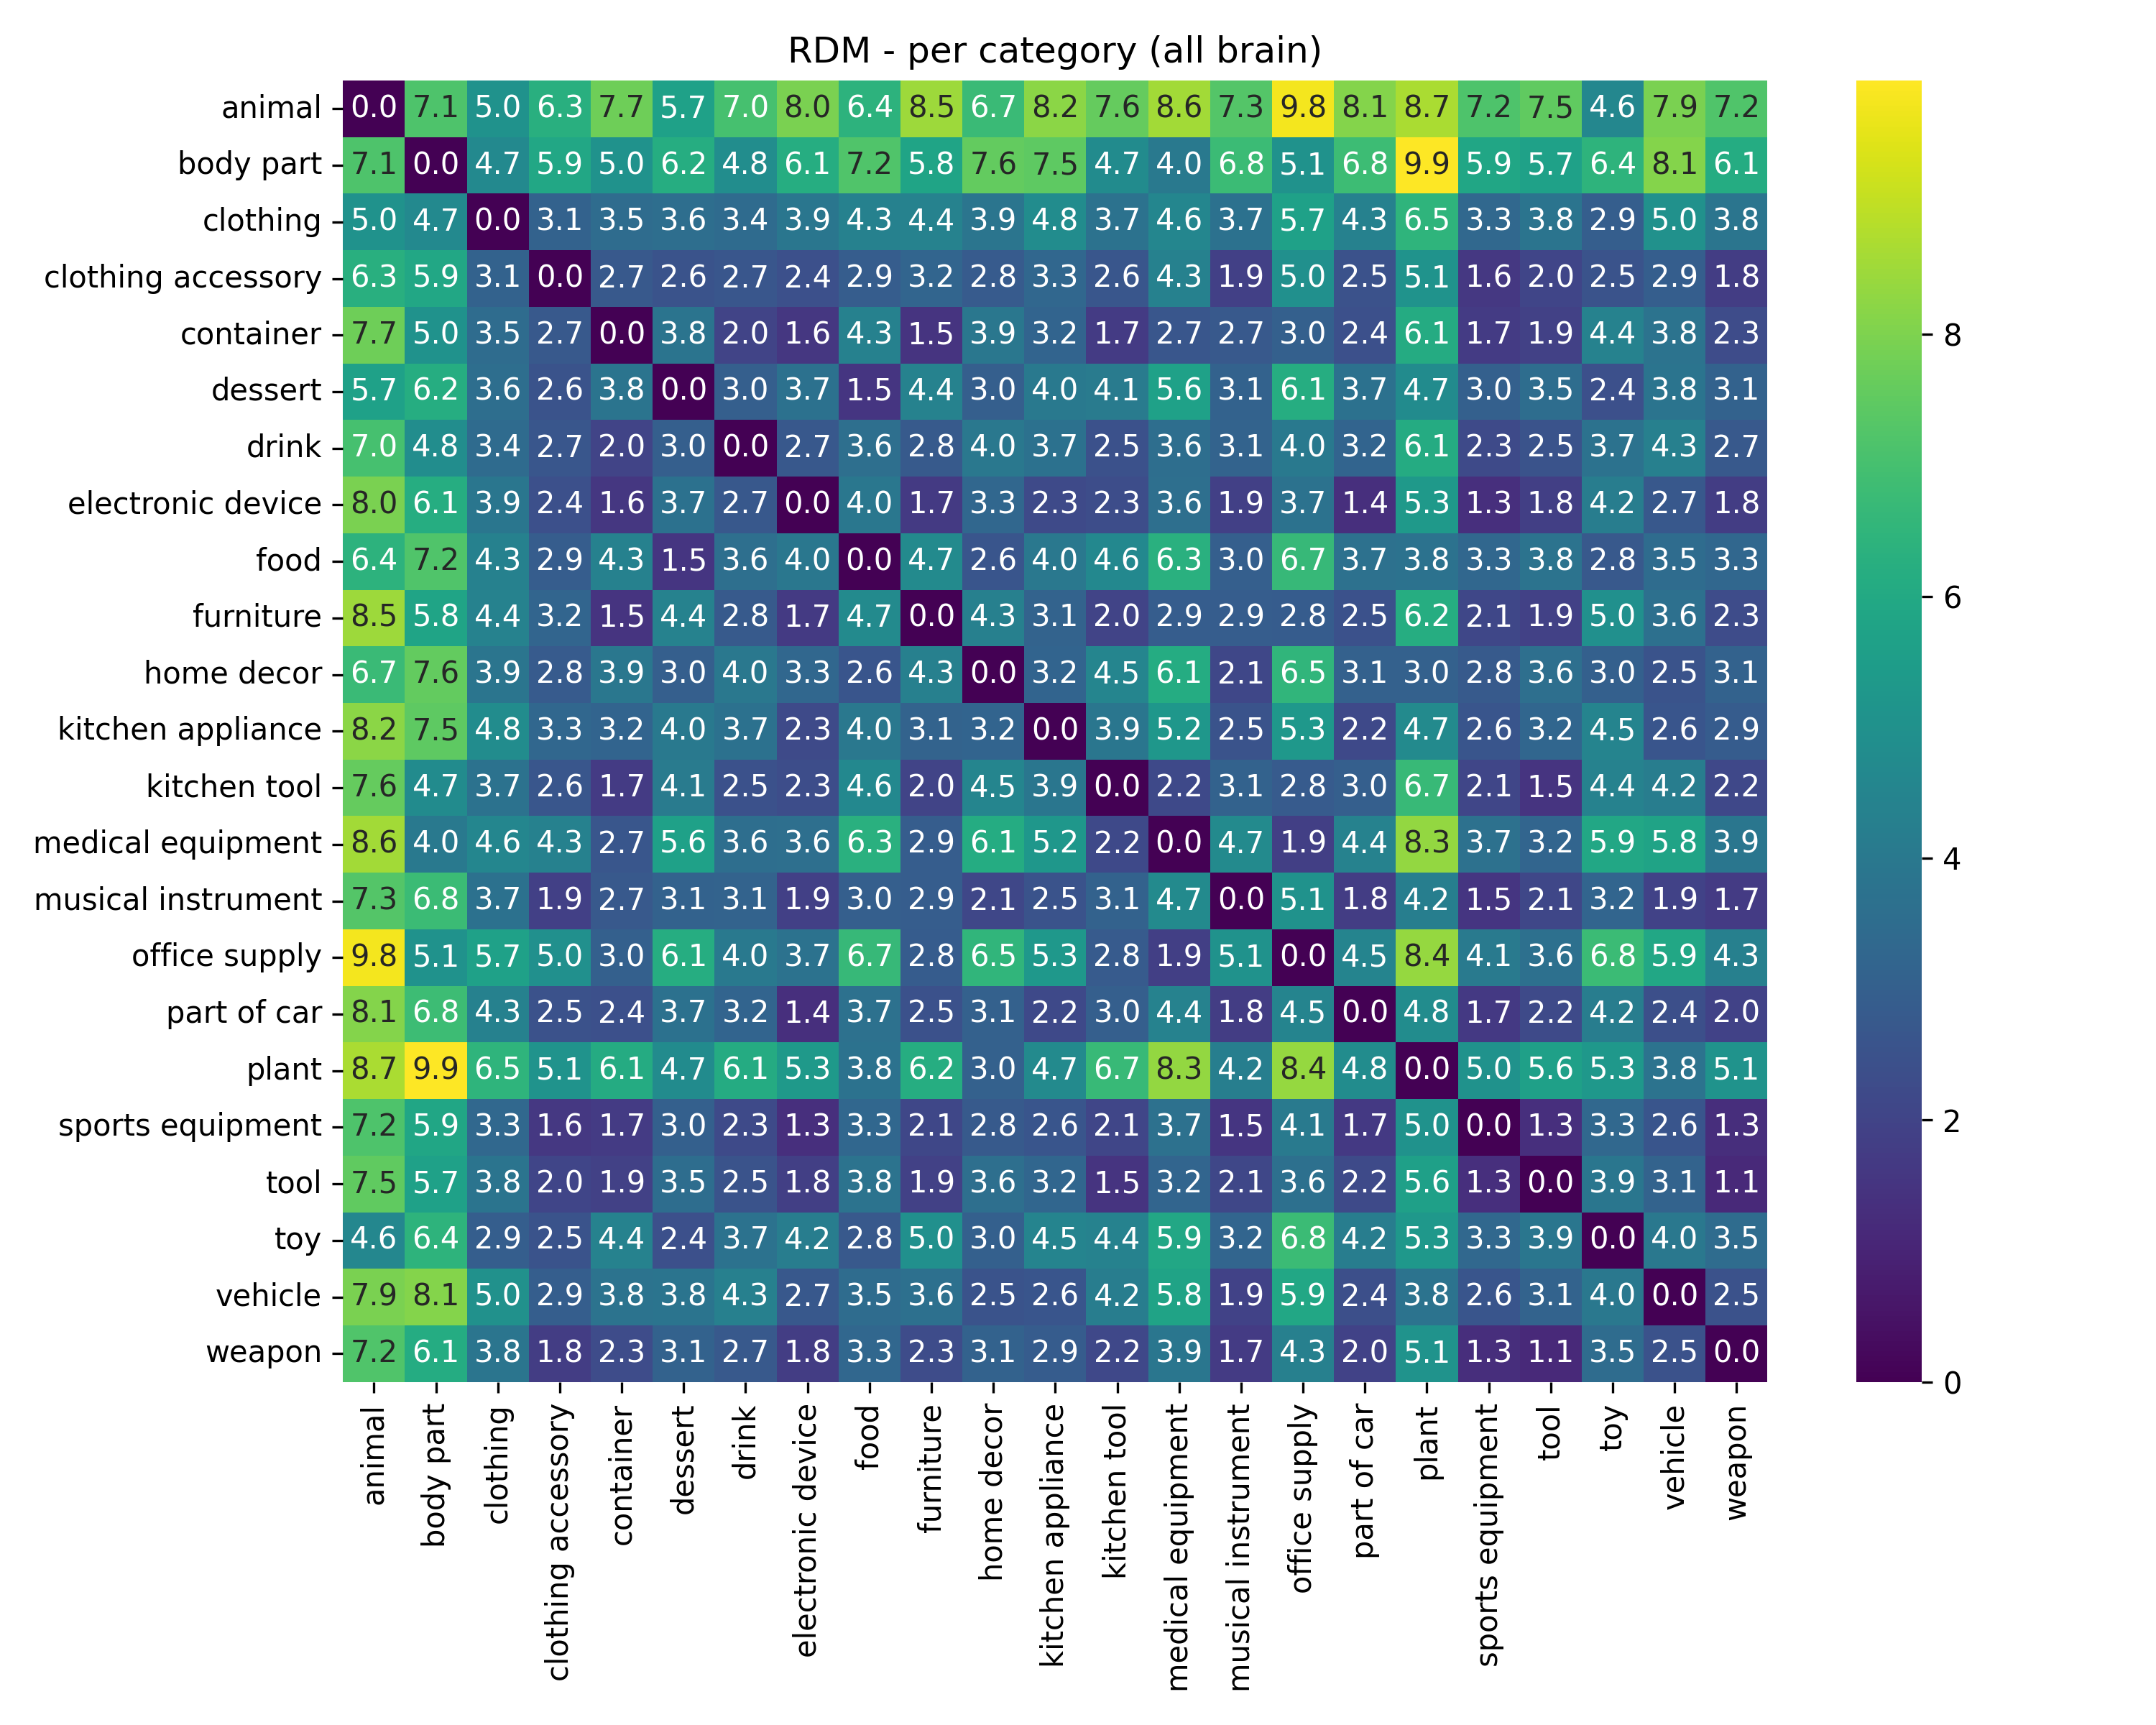 RDM - per category (all brain)
animal 0.0 7.1 5.0 6.3 7.7 5.7 7.0 8.0 6.4 8.5 6.7 8.2 7.6 8.6 7.3 9.8 8.1 8.7 7.2 7.5 4.6 7.9 7.2
body part 7.1 0.0 4.7 5.9 5.0 6.2 4.8 6.1 7.2 5.8 7.6 7.5 4.7 4.0 6.8 5.1 6.8 9.9 5.9 5.7 6.4 8.1 6.1
clothing 5.0 4.7 0.0 3.1 3.5 3.6 3.4 3.9 4.3 4.4 3.9 4.8 3.7 4.6 3.7 5.7 4.3 6.5 3.3 3.8 2.9 5.0 3.8
clothing accessory 6.3 5.9 3.1 0.0 2.7 2.6 2.7 2.4 2.9 3.2 2.8 3.3 2.6 4.3 1.9 5.0 2.5 5.1 1.6 2.0 2.5 2.9 1.8
container 7.7 5.0 3.5 2.7 0.0 3.8 2.0 1.6 4.3 1.5 3.9 3.2 1.7 2.7 2.7 3.0 2.4 6.1 1.7 1.9 4.4 3.8 2.3
8
dessert 5.7 6.2 3.6 2.6 3.8 0.0 3.0 3.7 1.5 4.4 3.0 4.0 4.1 5.6 3.1 6.1 3.7 4.7 3.0 3.5 2.4 3.8 3.1
drink 7.0 4.8 3.4 2.7 2.0 3.0 0.0 2.7 3.6 2.8 4.0 3.7 2.5 3.6 3.1 4.0 3.2 6.1 2.3 2.5 3.7 4.3 2.7
electronic device 8.0 6.1 3.9 2.4 1.6 3.7 2.7 0.0 4.0 1.7 3.3 2.3 2.3 3.6 1.9 3.7 1.4 5.3 1.3 1.8 4.2 2.7 1.8
food 6.4 7.2 4.3 2.9 4.3 1.5 3.6 4.0 0.0 4.7 2.6 4.0 4.6 6.3 3.0 6.7 3.7 3.8 3.3 3.8 2.8 3.5 3.3
6
furniture 8.5 5.8 4.4 3.2 1.5 4.4 2.8 1.7 4.7 0.0 4.3 3.1 2.0 2.9 2.9 2.8 2.5 6.2 2.1 1.9 5.0 3.6 2.3
home decor 6.7 7.6 3.9 2.8 3.9 3.0 4.0 3.3 2.6 4.3 0.0 3.2 4.5 6.1 2.1 6.5 3.1 3.0 2.8 3.6 3.0 2.5 3.1
kitchen appliance 8.2 7.5 4.8 3.3 3.2 4.0 3.7 2.3 4.0 3.1 3.2 0.0 3.9 5.2 2.5 5.3 2.2 4.7 2.6 3.2 4.5 2.6 2.9
kitchen tool 7.6 4.7 3.7 2.6 1.7 4.1 2.5 2.3 4.6 2.0 4.5 3.9 0.0 2.2 3.1 2.8 3.0 6.7 2.1 1.5 4.4 4.2 2.2
medical equipment 8.6 4.0 4.6 4.3 2.7 5.6 3.6 3.6 6.3 2.9 6.1 5.2 2.2 0.0 4.7 1.9 4.4 8.3 3.7 3.2 5.9 5.8 3.9
4
musical instrument 7.3 6.8 3.7 1.9 2.7 3.1 3.1 1.9 3.0 2.9 2.1 2.5 3.1 4.7 0.0 5.1 1.8 4.2 1.5 2.1 3.2 1.9 1.7
office supply 9.8 5.1 5.7 5.0 3.0 6.1 4.0 3.7 6.7 2.8 6.5 5.3 2.8 1.9 5.1 0.0 4.5 8.4 4.1 3.6 6.8 5.9 4.3
part of car 8.1 6.8 4.3 2.5 2.4 3.7 3.2 1.4 3.7 2.5 3.1 2.2 3.0 4.4 1.8 4.5 0.0 4.8 1.7 2.2 4.2 2.4 2.0
plant 8.7 9.9 6.5 5.1 6.1 4.7 6.1 5.3 3.8 6.2 3.0 4.7 6.7 8.3 4.2 8.4 4.8 0.0 5.0 5.6 5.3 3.8 5.1
sports equipment 7.2 5.9 3.3 1.6 1.7 3.0 2.3 1.3 3.3 2.1 2.8 2.6 2.1 3.7 1.5 4.1 1.7 5.0 0.0 1.3 3.3 2.6 1.3
2
tool 7.5 5.7 3.8 2.0 1.9 3.5 2.5 1.8 3.8 1.9 3.6 3.2 1.5 3.2 2.1 3.6 2.2 5.6 1.3 0.0 3.9 3.1 1.1
toy 4.6 6.4 2.9 2.5 4.4 2.4 3.7 4.2 2.8 5.0 3.0 4.5 4.4 5.9 3.2 6.8 4.2 5.3 3.3 3.9 0.0 4.0 3.5
vehicle 7.9 8.1 5.0 2.9 3.8 3.8 4.3 2.7 3.5 3.6 2.5 2.6 4.2 5.8 1.9 5.9 2.4 3.8 2.6 3.1 4.0 0.0 2.5
weapon 7.2 6.1 3.8 1.8 2.3 3.1 2.7 1.8 3.3 2.3 3.1 2.9 2.2 3.9 1.7 4.3 2.0 5.1 1.3 1.1 3.5 2.5 0.0
0
animal
body part
clothing
clothing accessory
container
dessert
drink
electronic device
food
furniture
home decor
kitchen appliance
kitchen tool
medical equipment
musical instrument
office supply
part of car
plant
sports equipment
tool
toy
vehicle
weapon